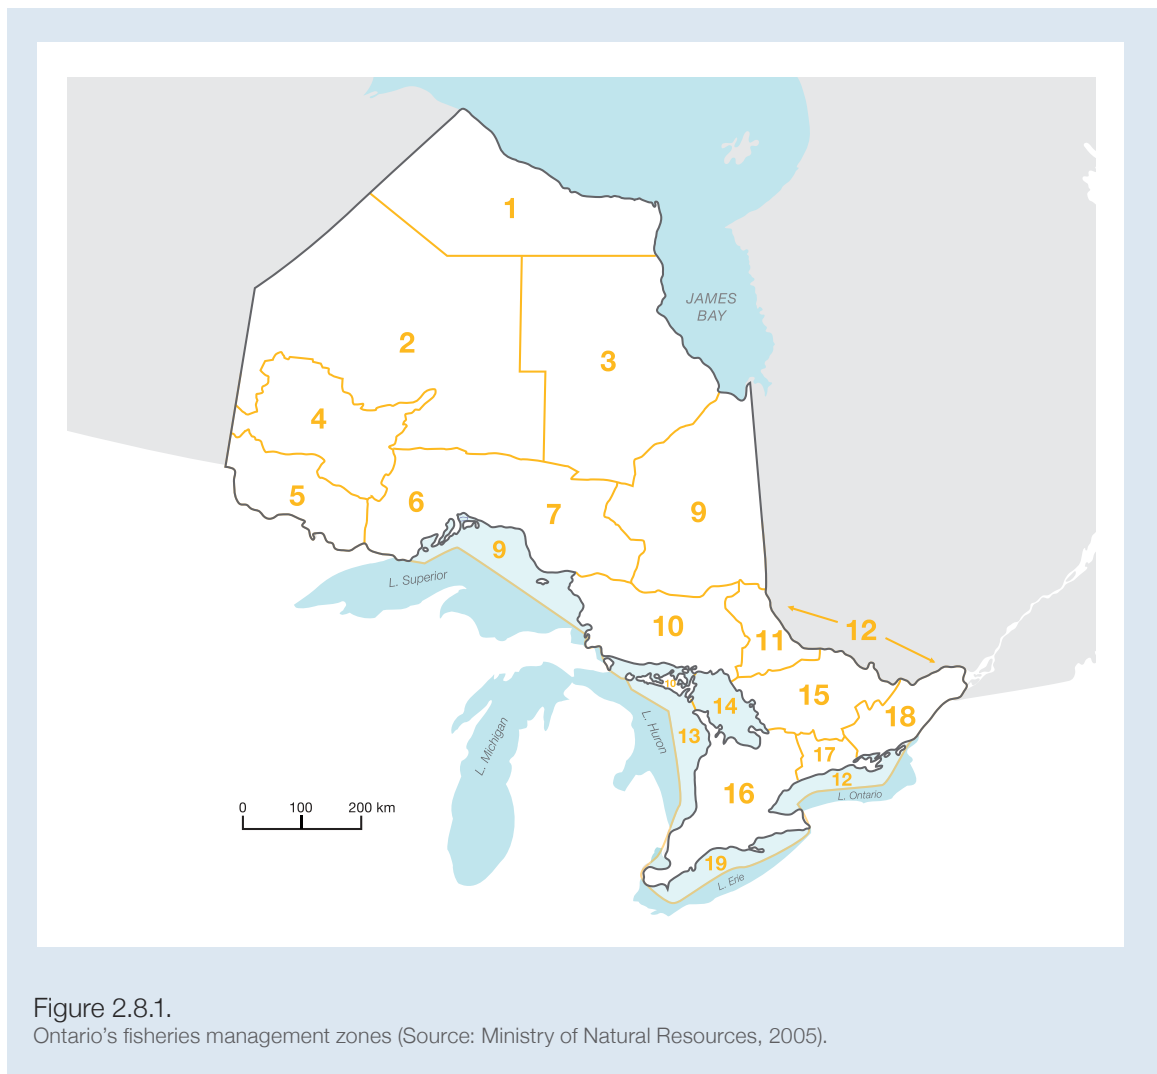 1
JAMES
BAY
2
3
4
5
6
7
9
9
L. Superior
10
11
12
10
15
14
18
13
L. Huron
L. Michigan
17
12
L. Ontario
16
0 100 200 km
19
L. Erie
Figure 2.8.1.
Ontario’s fisheries management zones (Source: Ministry of Natural Resources, 2005).